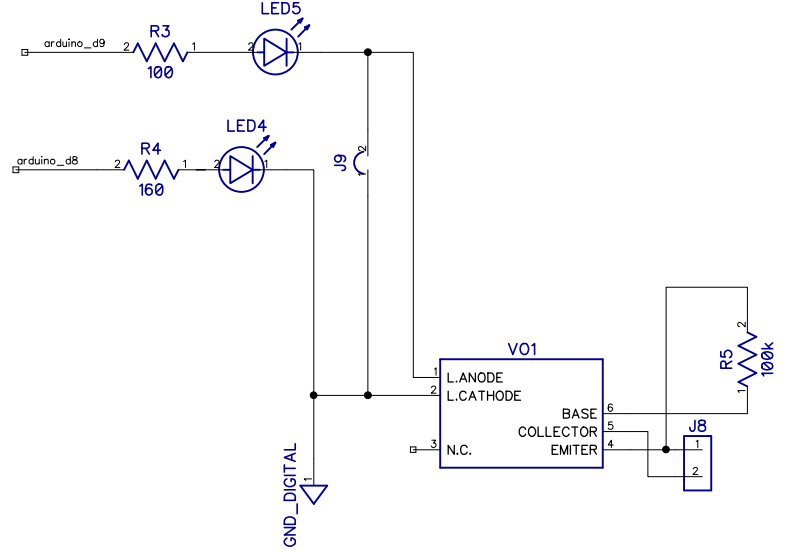 LED5
R3
arduino_d9
2
1
2
1
100
LED4
R4
arduino_d8
2
1
2
1
160
J9
2
1
VO1
R5
100k
2
1
1
L.ANODE
2
L.CATHODE
BASE
6
COLLECTOR
5
3
N.C.
EMITER
4
J8
1
2
GND_DIGITAL
1